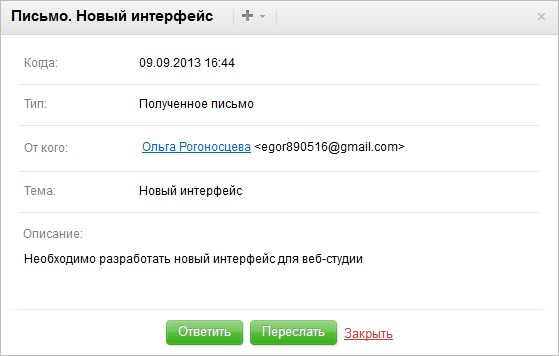 Письмо. Новый интерфейс
Когда: 09.09.2013 16:44
Тип: Полученное письмо
От кого: Ольга Рогоносцева <egor890516@gmail.com>
Тема: Новый интерфейс
Описание:
Необходимо разработать новый интерфейс для веб-студии
Ответить Переслать Закрыть